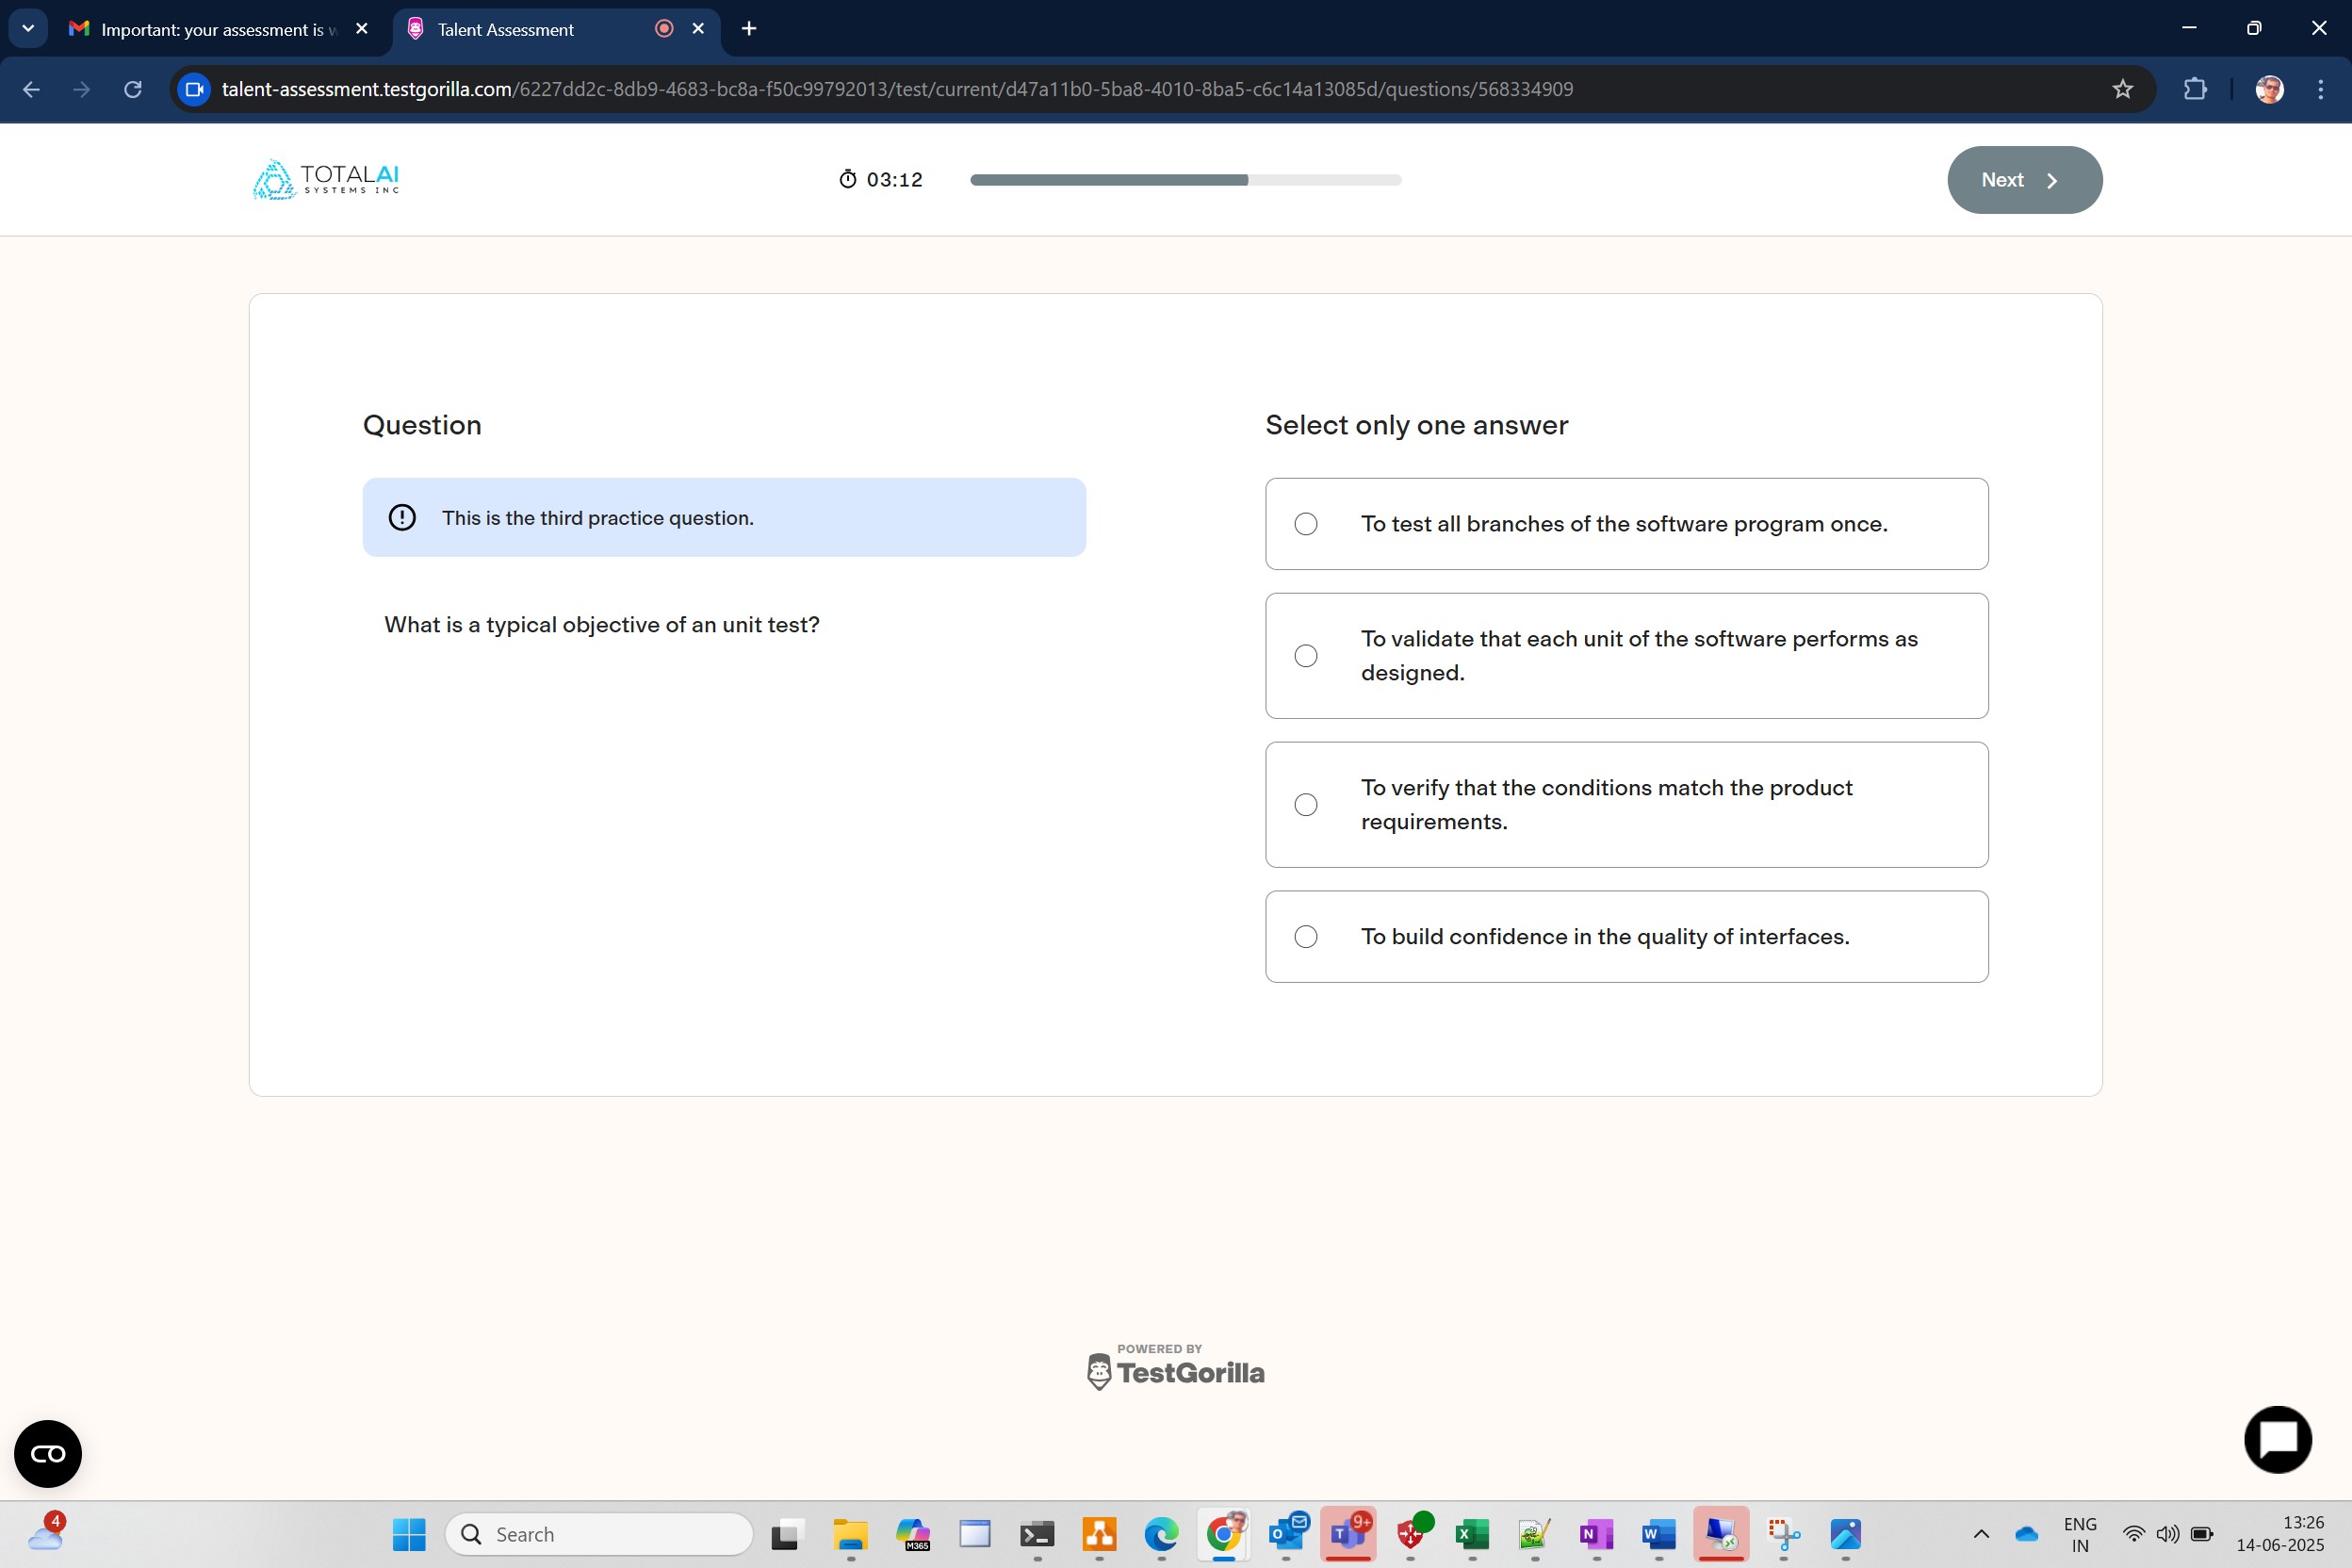 Important: your assessment is w
Talent Assessment
talent-assessment.testgorilla.com/6227dd2c-8db9-4683-bc8a-f50c99792013/test/current/d47a11b0-5ba8-4010-8ba5-c6c14a13085d/questions/568334909
TOTALAI
SYSTEMS INC
03:12
Next
Question
Select only one answer
This is the third practice question.
What is a typical objective of an unit test?
To test all branches of the software program once.
To validate that each unit of the software performs as
designed.
To verify that the conditions match the product
requirements.
To build confidence in the quality of interfaces.
POWERED BY
TestGorilla
4
Search
M365
9+
ENG
IN
13:26
14-06-2025